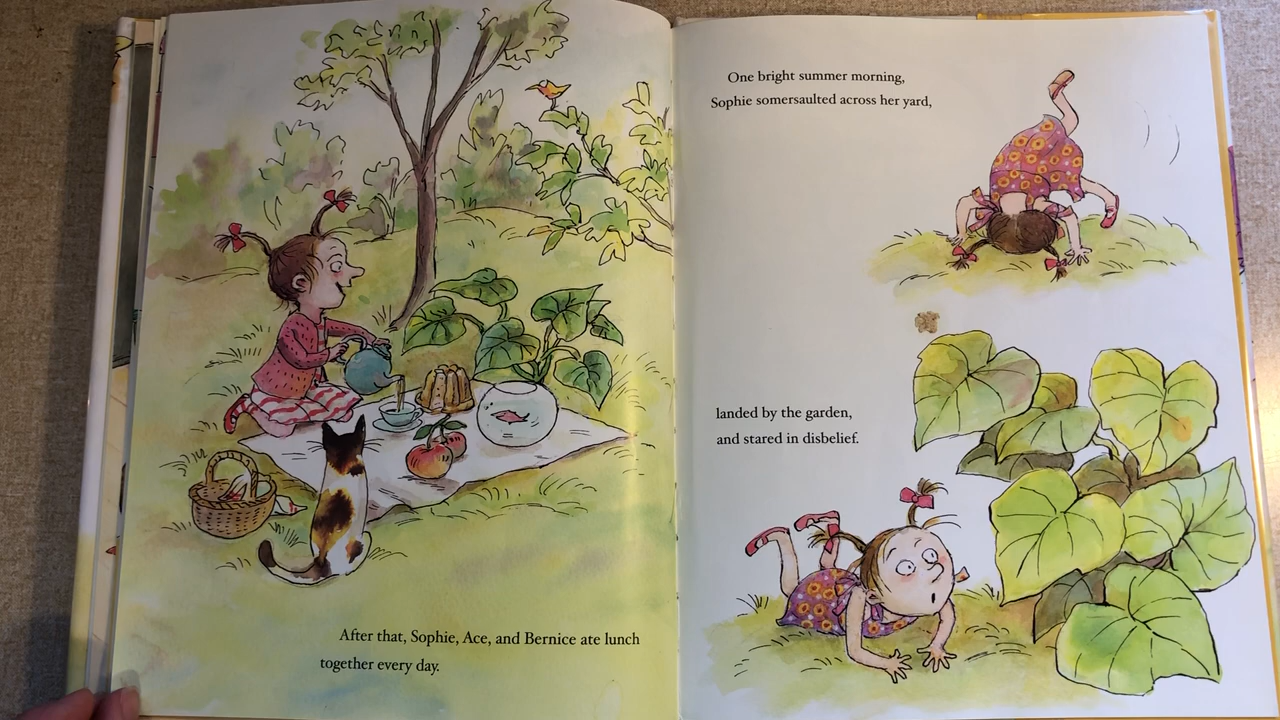 After that, Sophie, Ace, and Bernice ate lunch
together every day.
One bright summer morning,
Sophie somersaulted across her yard,
landed by the garden,
and stared in disbelief.